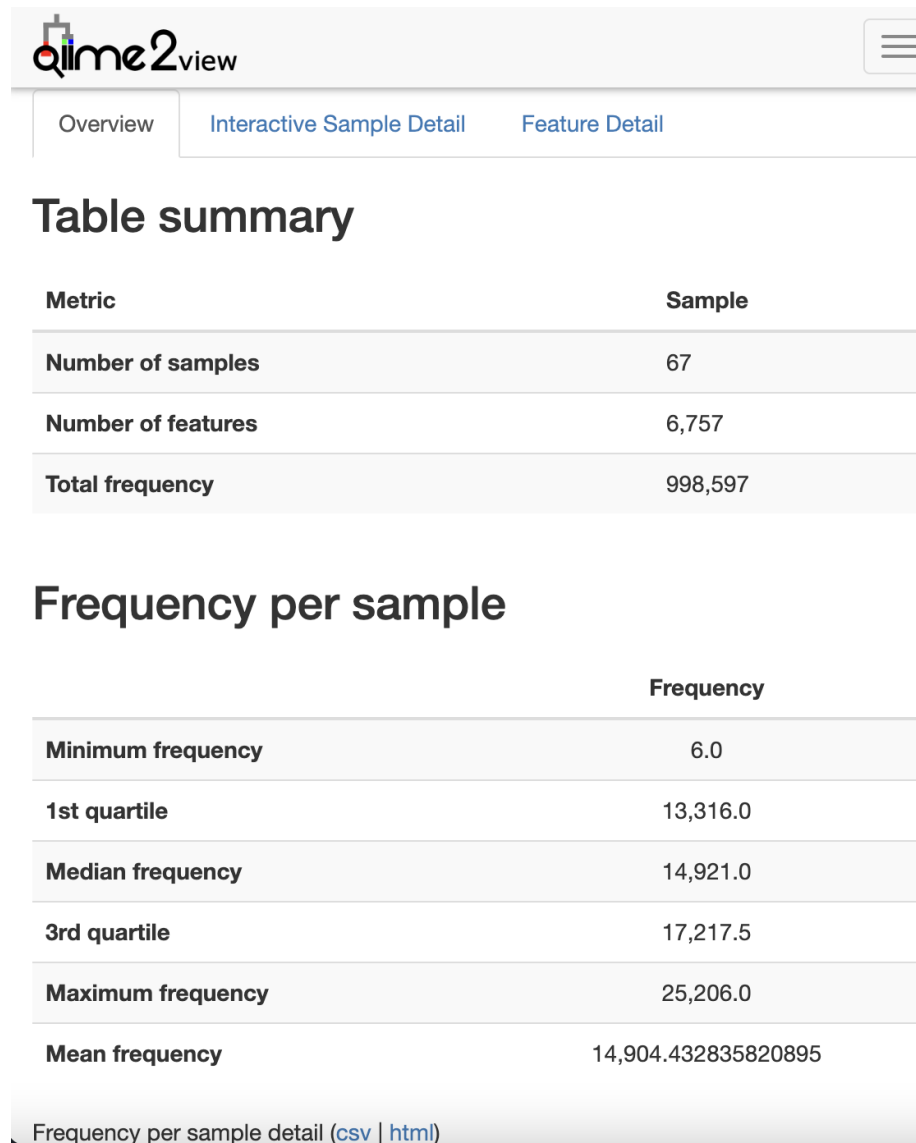 qiime2view
Overview Interactive Sample Detail Feature Detail
Table summary
Metric Sample
Number of samples 67
Number of features 6,757
Total frequency 998,597
Frequency per sample
Frequency
Minimum frequency 6.0
1st quartile 13,316.0
Median frequency 14,921.0
3rd quartile 17,217.5
Maximum frequency 25,206.0
Mean frequency 14,904.432835820895
Frequency per sample detail (csv | html)